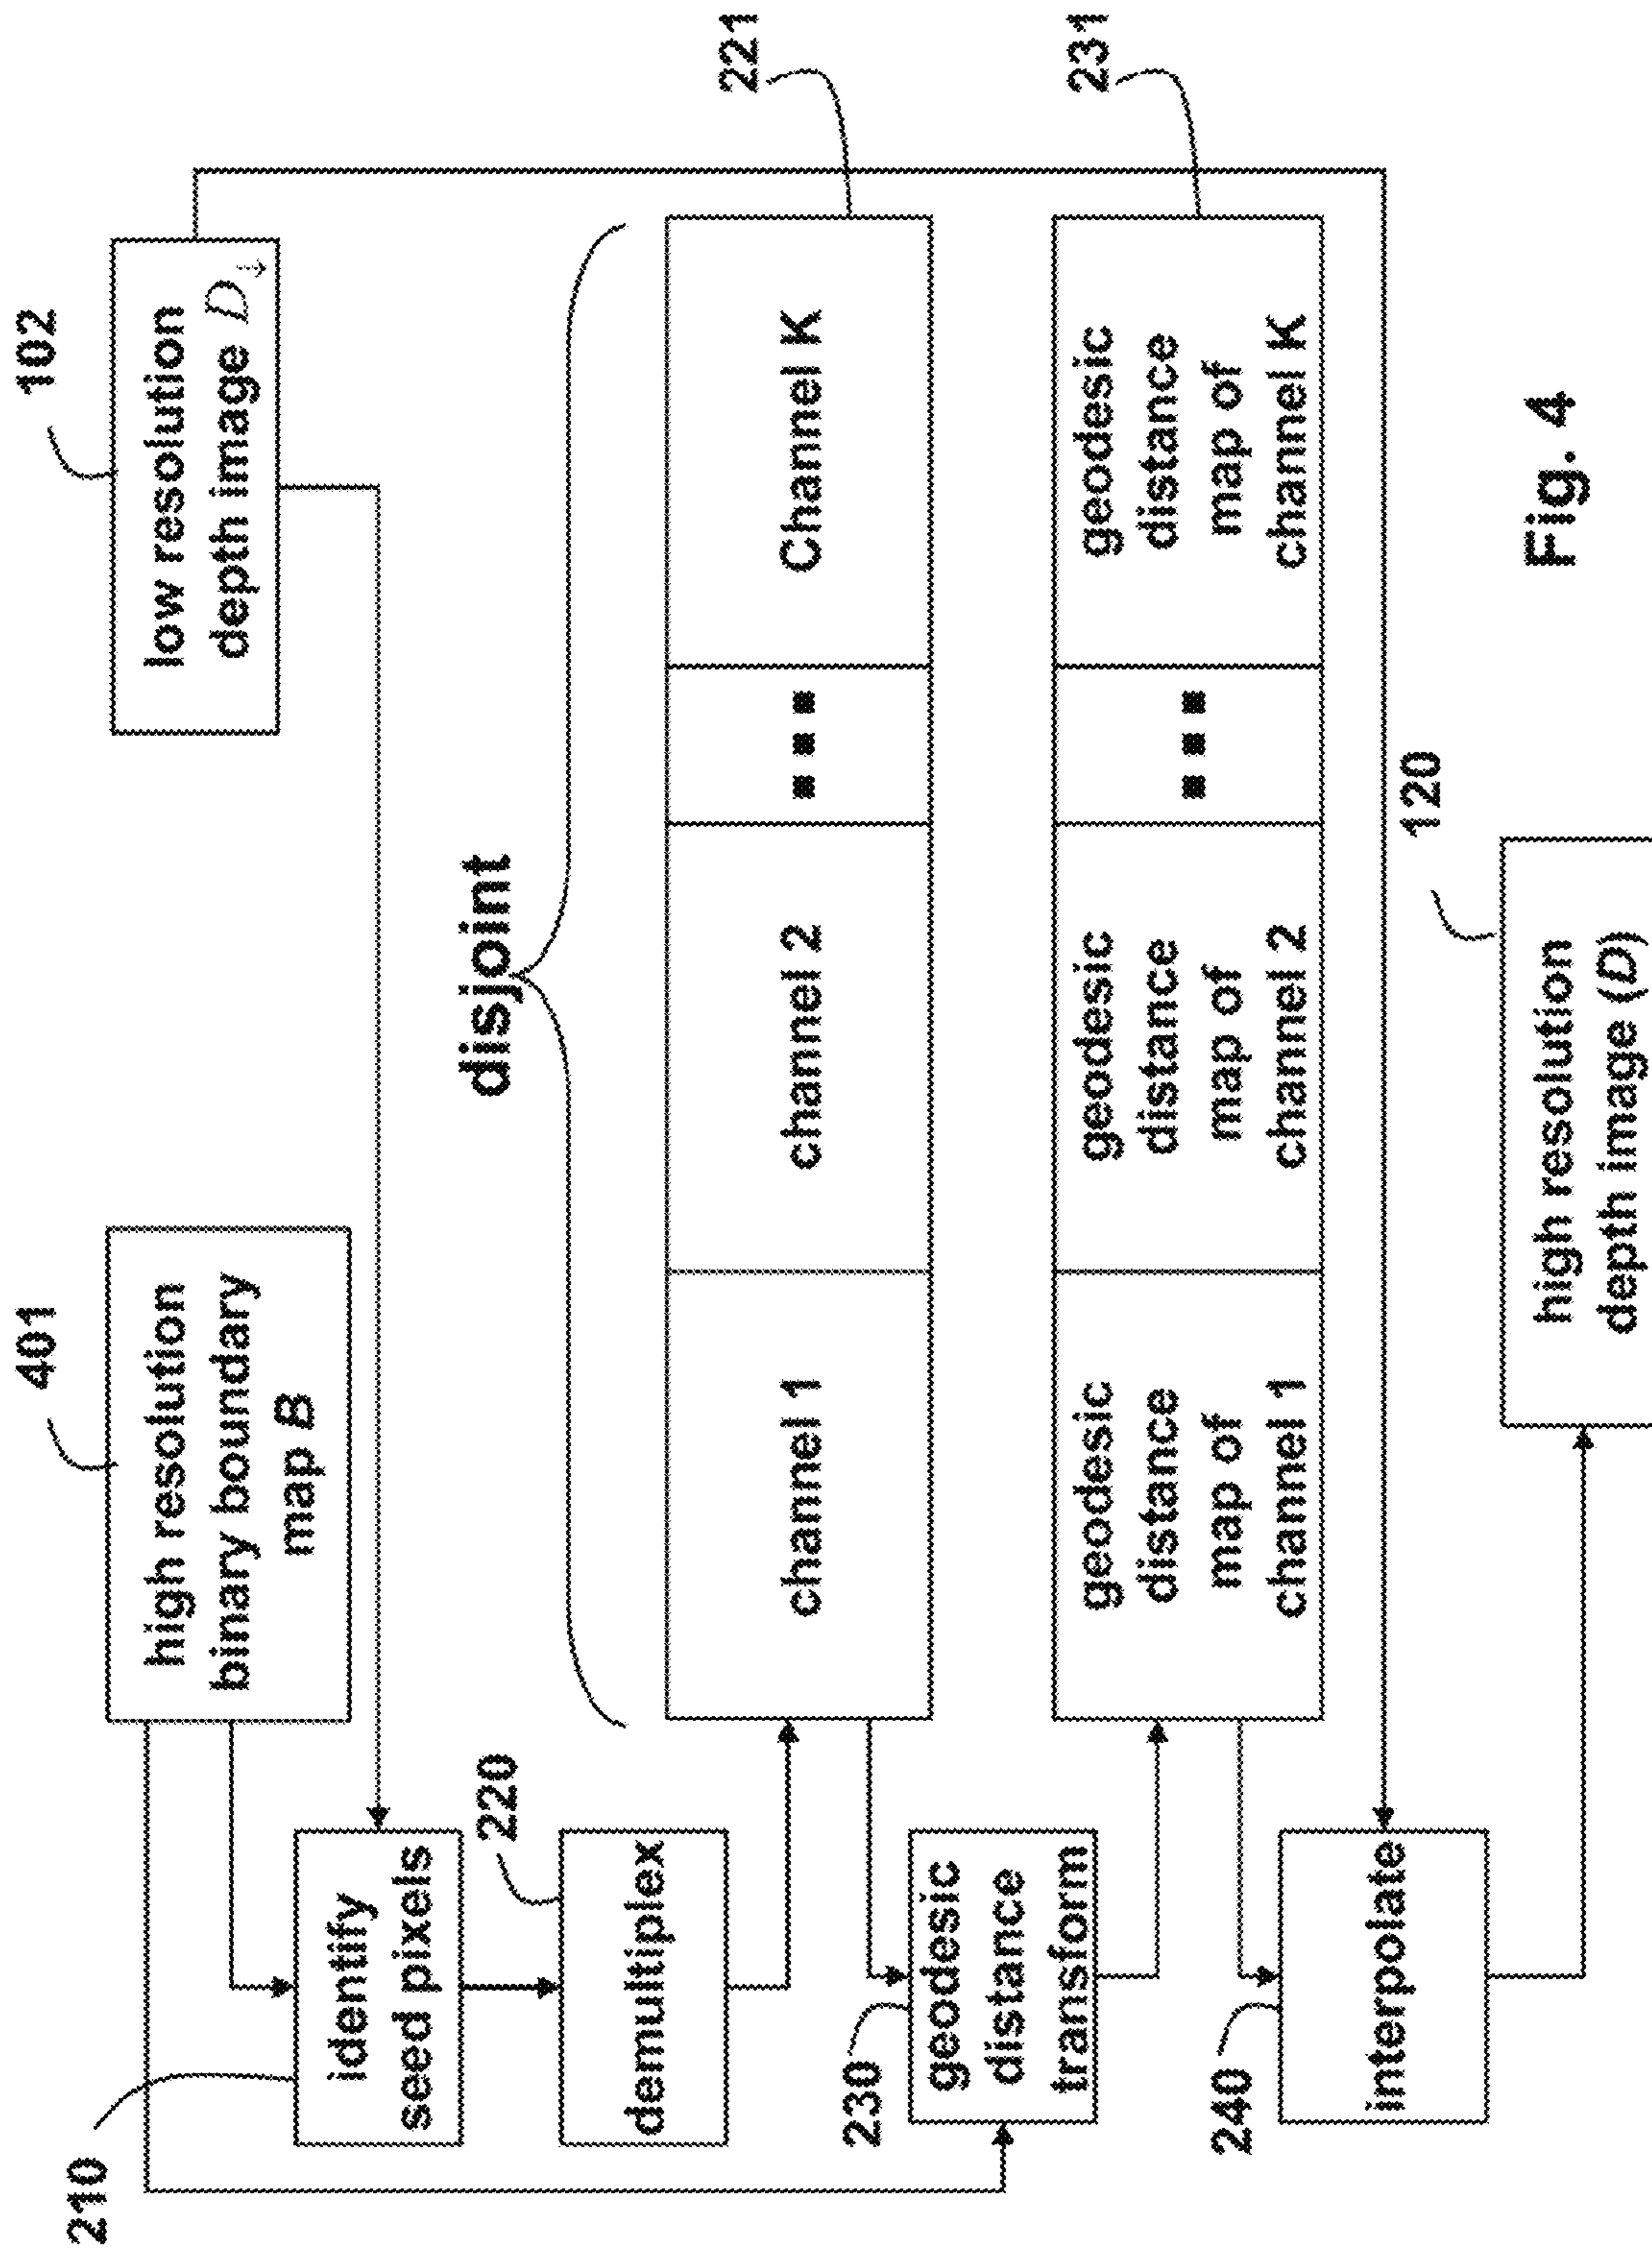 401
high resolution
binary boundary
map B
102
low resolution
depth image D↓
210
identify
seed pixels
220
demultiplex
disjoint
channel 1
channel 2
■ ■ ■
Channel K
221
230
geodesic
distance
transform
geodesic
distance
map of
channel 1
geodesic
distance
map of
channel 2
■ ■ ■
geodesic
distance
map of
channel K
231
240
interpolate
120
high resolution
depth image (D)
Fig. 4